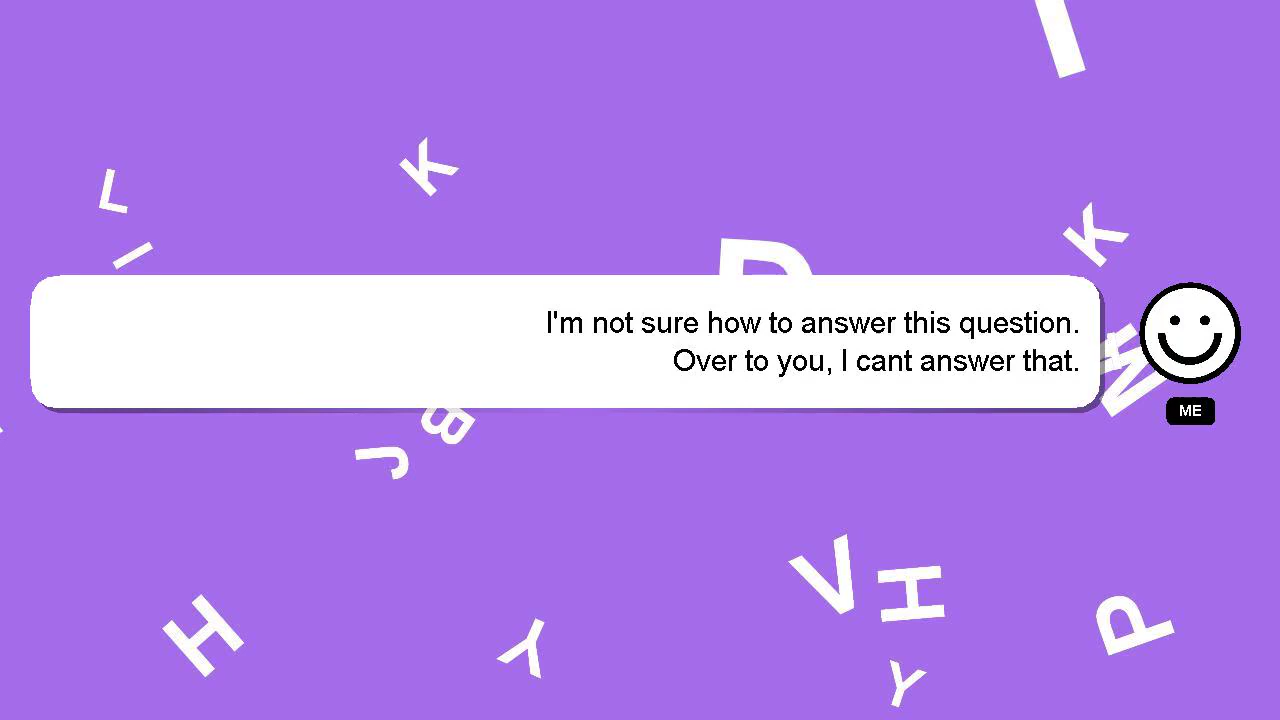 I
L
K
K
I
D
I'm not sure how to answer this question.
Over to you, I cant answer that.
M
ME
B
J
V
H
H
P
Y
Y